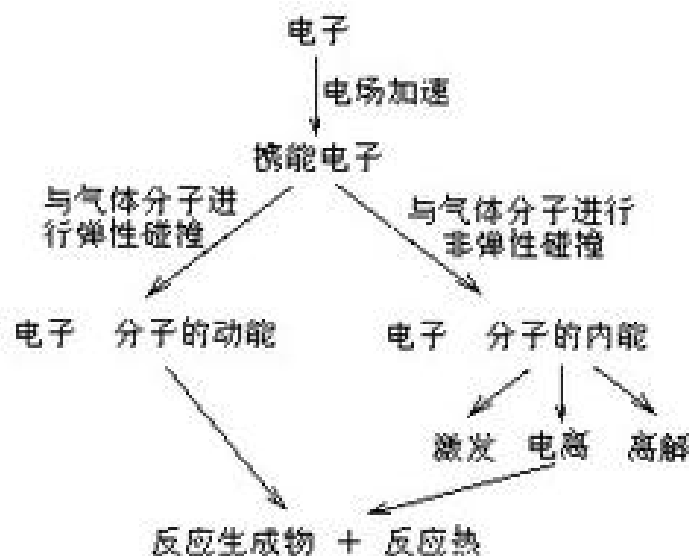 电子
电场加速
携能电子
与气体分子进
行弹性碰撞
与气体分子进行
非弹性碰撞
电子 分子的动能
电子 分子的内能
激发 电离 离解
反应生成物 + 反应热